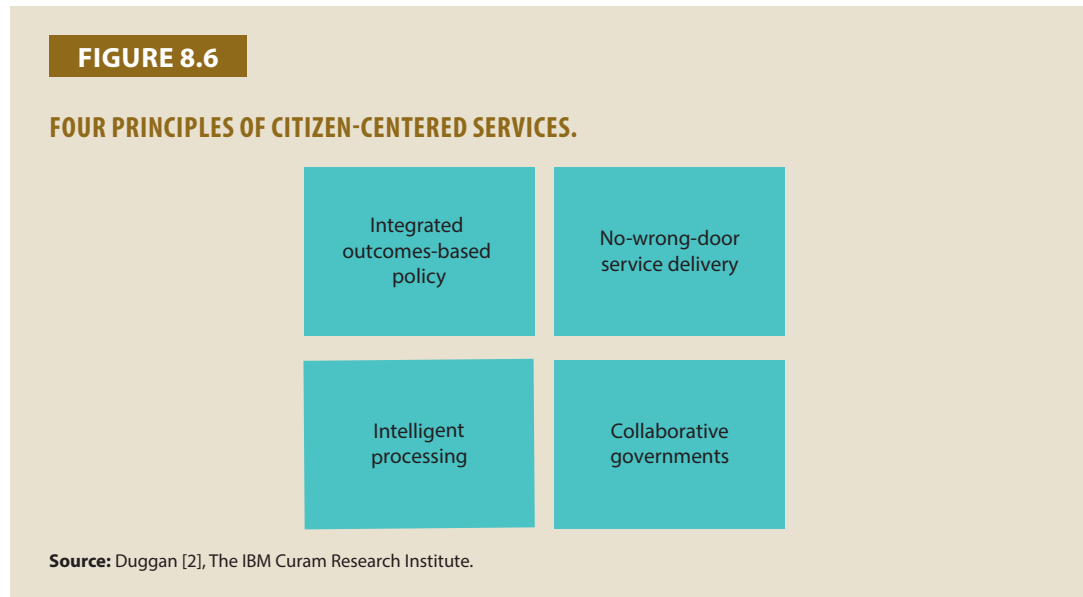 FIGURE 8.6
FOUR PRINCIPLES OF CITIZEN-CENTERED SERVICES.
Integrated
outcomes-based
policy
No-wrong-door
service delivery
Intelligent
processing
Collaborative
governments
Source: Duggan [2], The IBM Curam Research Institute.